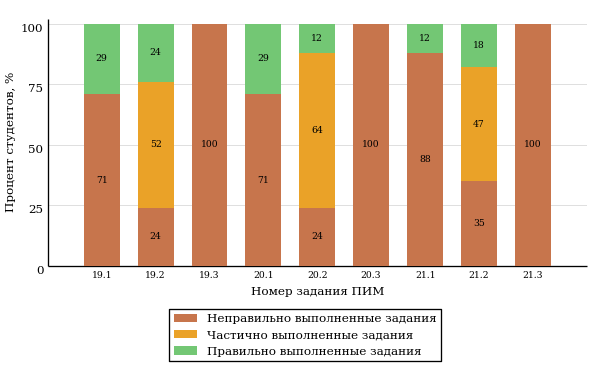 Процент студентов, %
100
75
50
25
0
29 24 29 12 12 18
71 52 100 71 64 100 88 47 100
24 24 35
19.1 19.2 19.3 20.1 20.2 20.3 21.1 21.2 21.3
Номер задания ПИМ
Неправильно выполненные задания
Частично выполненные задания
Правильно выполненные задания